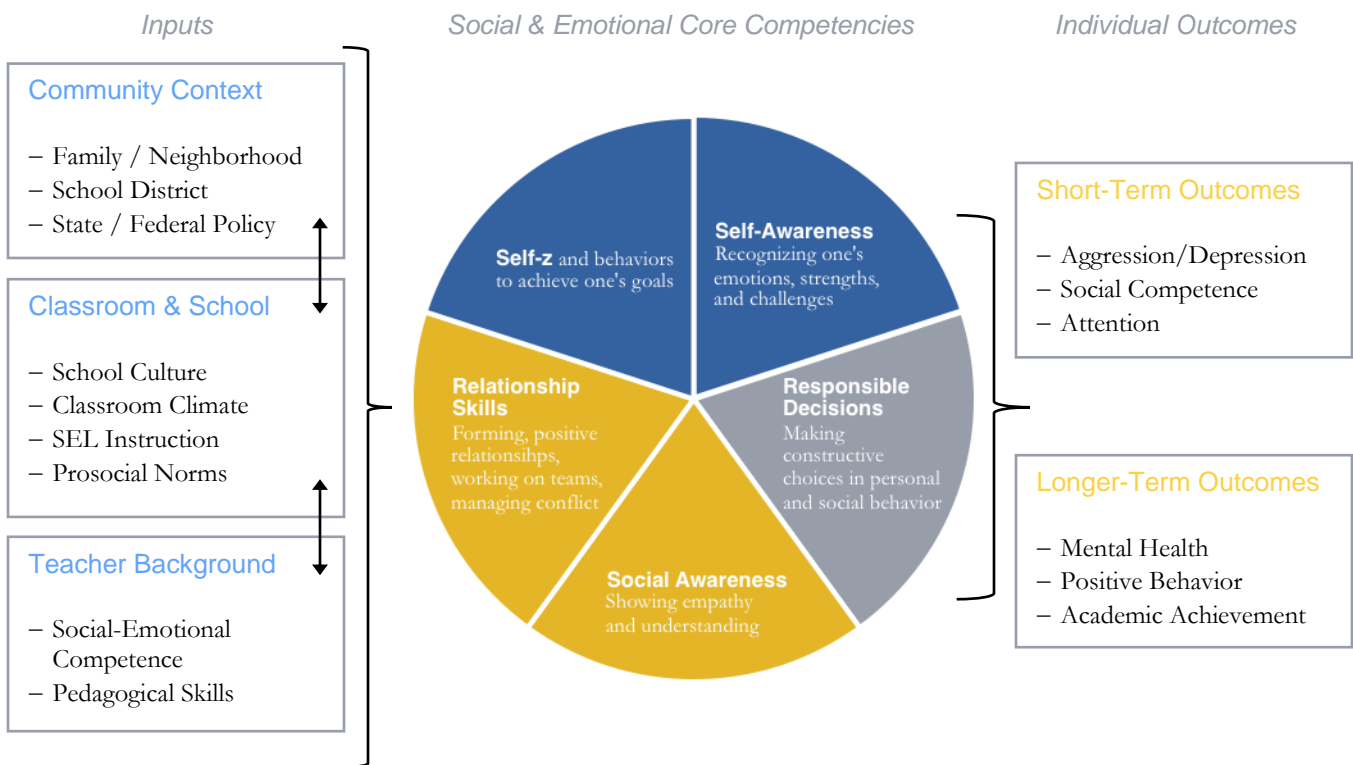 Inputs
Social & Emotional Core Competencies
Individual Outcomes
Community Context
– Family / Neighborhood
– School District
– State / Federal Policy
Classroom & School
– School Culture
– Classroom Climate
– SEL Instruction
– Prosocial Norms
Teacher Background
– Social-Emotional
Competence
– Pedagogical Skills
Self-z and behaviors
to achieve one's goals
Self-Awareness
Recognizing one's
emotions, strengths,
and challenges
Relationship
Skills
Forming, positive
relationsihps,
working on teams,
managing conflict
Responsible
Decisions
Making
constructive
choices in personal
and social behavior
Social Awareness
Showing empathy
and understanding
Short-Term Outcomes
– Aggression/Depression
– Social Competence
– Attention
Longer-Term Outcomes
– Mental Health
– Positive Behavior
– Academic Achievement